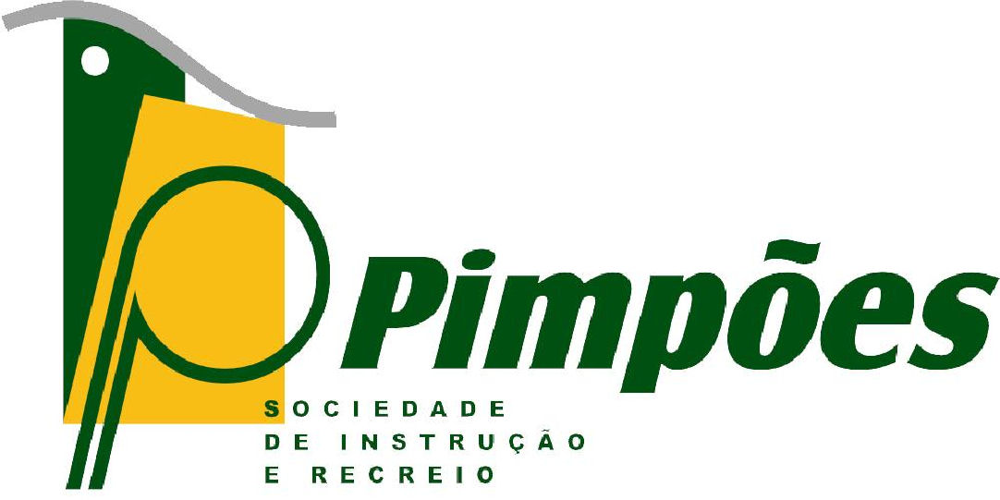 Pimpões
SOCIEDADE
DE INSTRUÇÃO
E RECREIO